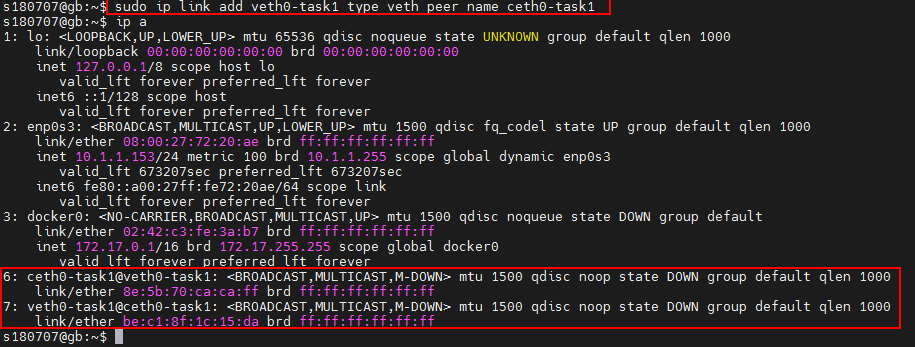 s180707@gb:~$ sudo ip link add veth0-task1 type veth peer name ceth0-task1
s180707@gb:~$ ip a
1: lo: <LOOPBACK,UP,LOWER_UP> mtu 65536 qdisc noqueue state UNKNOWN group default qlen 1000
    link/loopback 00:00:00:00:00:00 brd 00:00:00:00:00:00
    inet 127.0.0.1/8 scope host lo
       valid_lft forever preferred_lft forever
    inet6 ::1/128 scope host
       valid_lft forever preferred_lft forever
2: enp0s3: <BROADCAST,MULTICAST,UP,LOWER_UP> mtu 1500 qdisc fq_codel state UP group default qlen 1000
    link/ether 08:00:27:72:20:ae brd ff:ff:ff:ff:ff:ff
    inet 10.1.1.153/24 metric 100 brd 10.1.1.255 scope global dynamic enp0s3
       valid_lft 673207sec preferred_lft 673207sec
    inet6 fe80::a00:27ff:fe72:20ae/64 scope link
       valid_lft forever preferred_lft forever
3: docker0: <NO-CARRIER,BROADCAST,MULTICAST,UP> mtu 1500 qdisc noqueue state DOWN group default
    link/ether 02:42:c3:fe:3a:b7 brd ff:ff:ff:ff:ff:ff
    inet 172.17.0.1/16 brd 172.17.255.255 scope global docker0
       valid_lft forever preferred_lft forever
6: ceth0-task1@veth0-task1: <BROADCAST,MULTICAST,M-DOWN> mtu 1500 qdisc noop state DOWN group default qlen 1000
    link/ether 8e:5b:70:ca:ca:ff brd ff:ff:ff:ff:ff:ff
7: veth0-task1@ceth0-task1: <BROADCAST,MULTICAST,M-DOWN> mtu 1500 qdisc noop state DOWN group default qlen 1000
    link/ether be:c1:8f:1c:15:da brd ff:ff:ff:ff:ff:ff
s180707@gb:~$